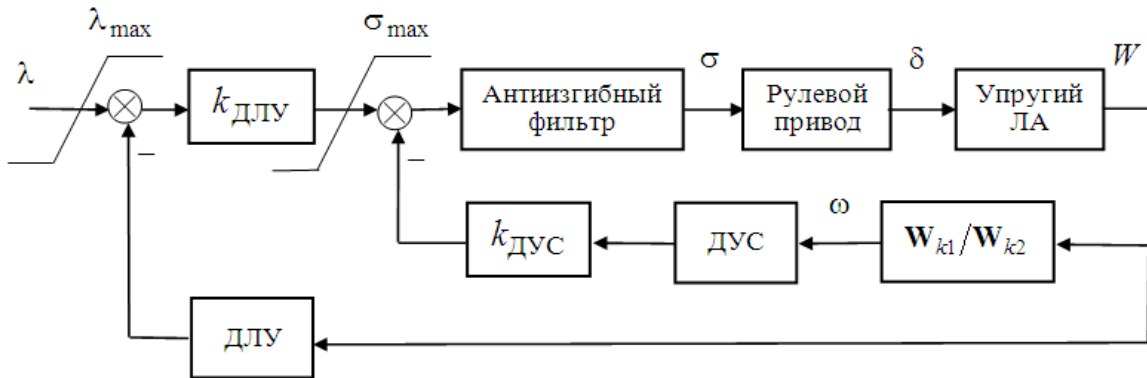 λ
λmax
kДЛУ
σmax
Антиизгибный
фильтр
σ
Рулевой
привод
δ
Упругий
ЛА
W
–
–
kДУС
ДУС
ω
Wk1/Wk2
ДЛУ